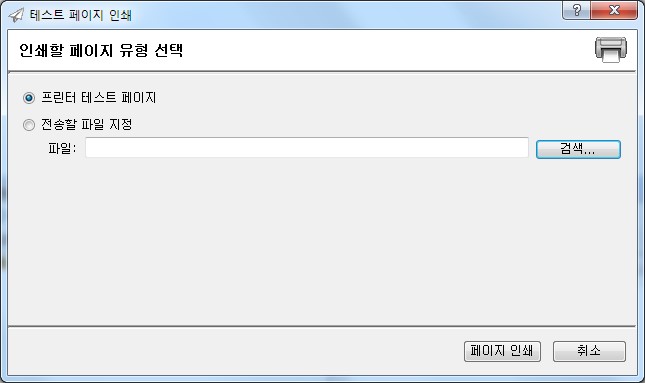 테스트 페이지 인쇄
?
인쇄할 페이지 유형 선택
프린터 테스트 페이지
전송할 파일 지정
파일: 검색...
페이지 인쇄 취소